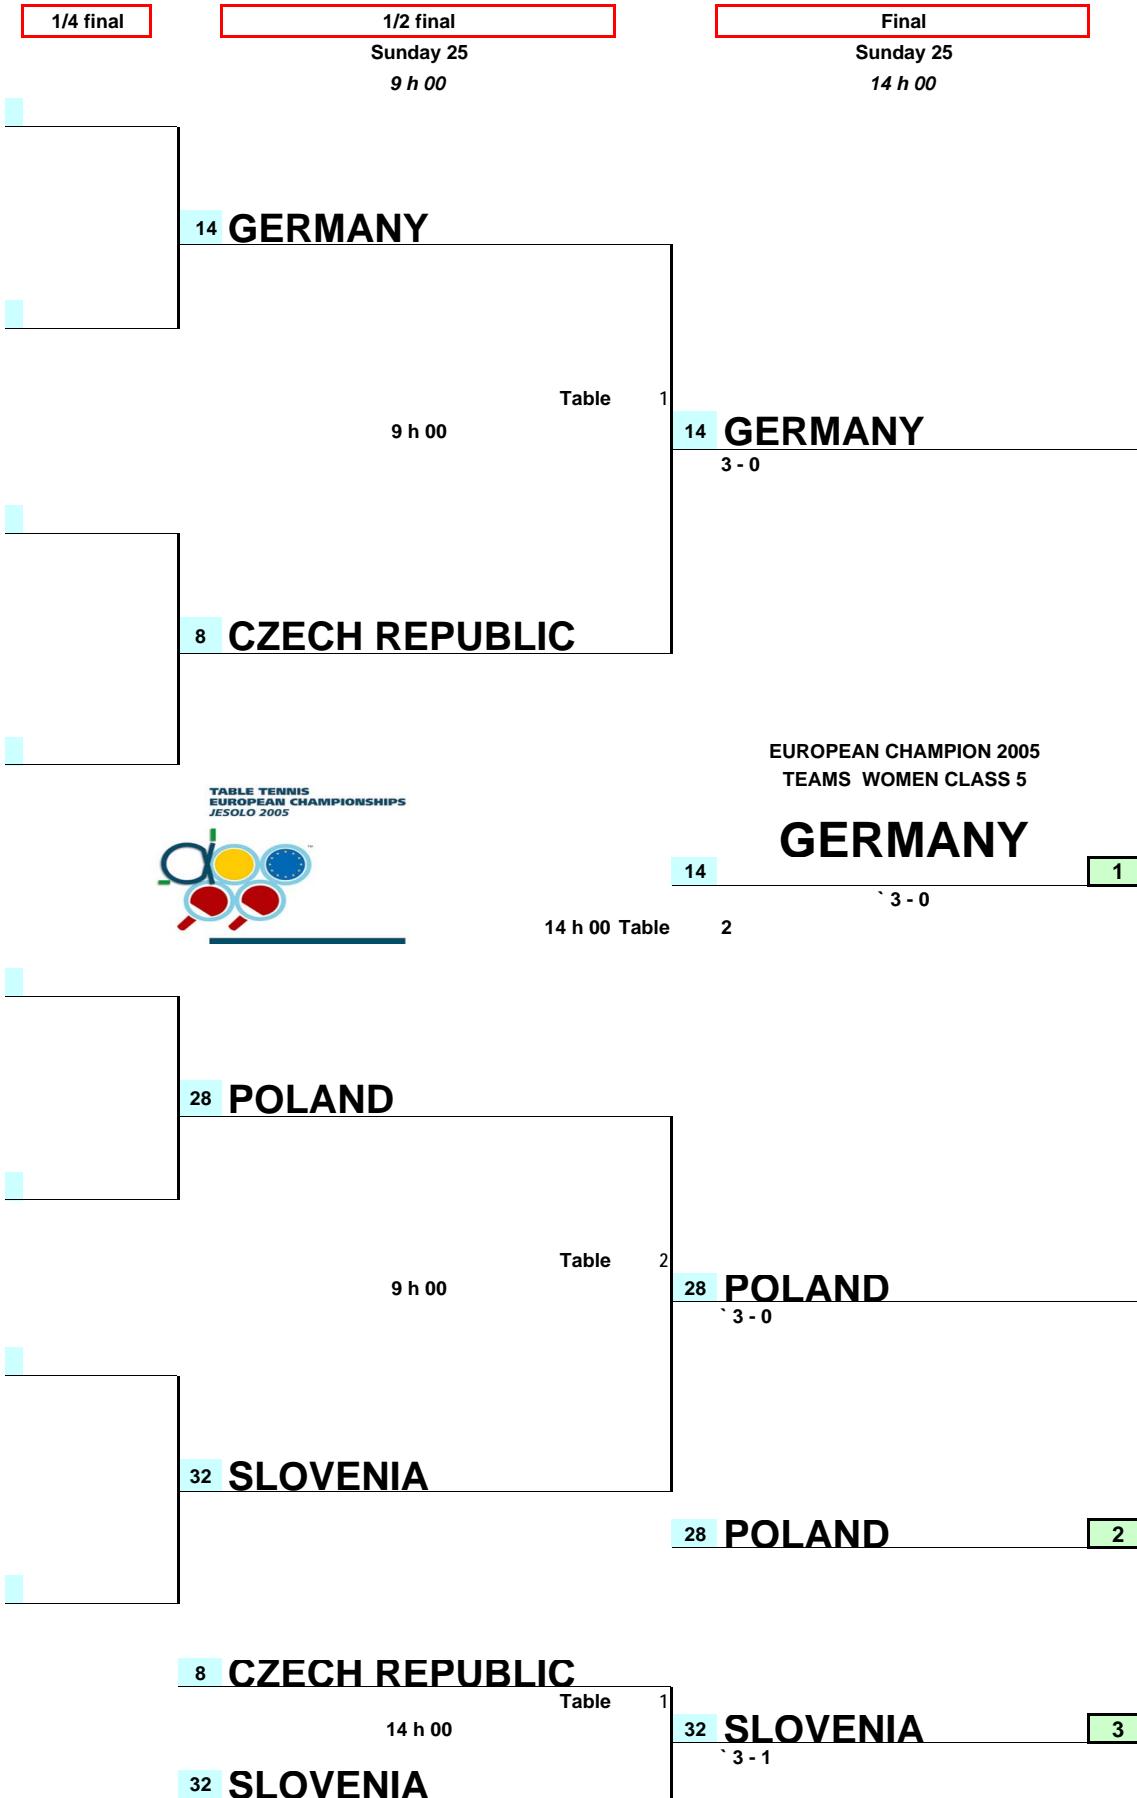 1/4 final 1/2 final Final
Sunday 25 Sunday 25
9 h 00 14 h 00
14 GERMANY
Table 1
9 h 00 14 GERMANY
3 - 0
8 CZECH REPUBLIC
EUROPEAN CHAMPION 2005
TEAMS WOMEN CLASS 5
TABLE TENNIS
EUROPEAN CHAMPIONSHIPS
JESOLO 2005
GERMANY
14 1
` 3 - 0
14 h 00 Table 2
28 POLAND
Table 2
9 h 00 28 POLAND
` 3 - 0
32 SLOVENIA
28 POLAND 2
8 CZECH REPUBLIC
Table 1
14 h 00 32 SLOVENIA 3
` 3 - 1
32 SLOVENIA